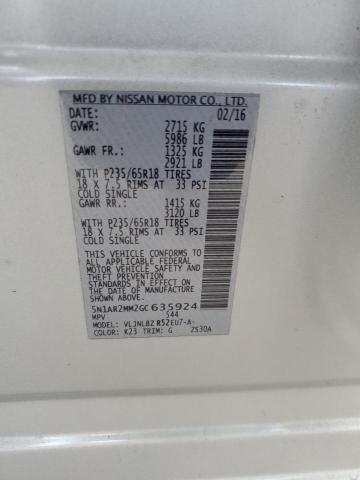 MFD BY NISSAN MOTOR CO., LTD.
DATE: 02/16
GVWR: 2715 KG
5986 LB
GAWR FR.: 1325 KG
2921 LB
WITH P235/65R18 TIRES
18 X 7.5 RIMS AT 33 PSI
COLD SINGLE
GAWR RR.: 1415 KG
3120 LB
WITH P235/65R18 TIRES
18 X 7.5 RIMS AT 33 PSI
COLD SINGLE
THIS VEHICLE CONFORMS TO ALL
APPLICABLE FEDERAL MOTOR
VEHICLE SAFETY AND THEFT
PREVENTION STANDARDS IN EFFECT
ON THE DATE OF MANUFACTURE
SHOWN ABOVE.
5N1AR2MM2GC635924
MPV 544
MODEL: VLJNLBZ R52EU7-A-
COLOR: K23 TRIM: G 2S30A